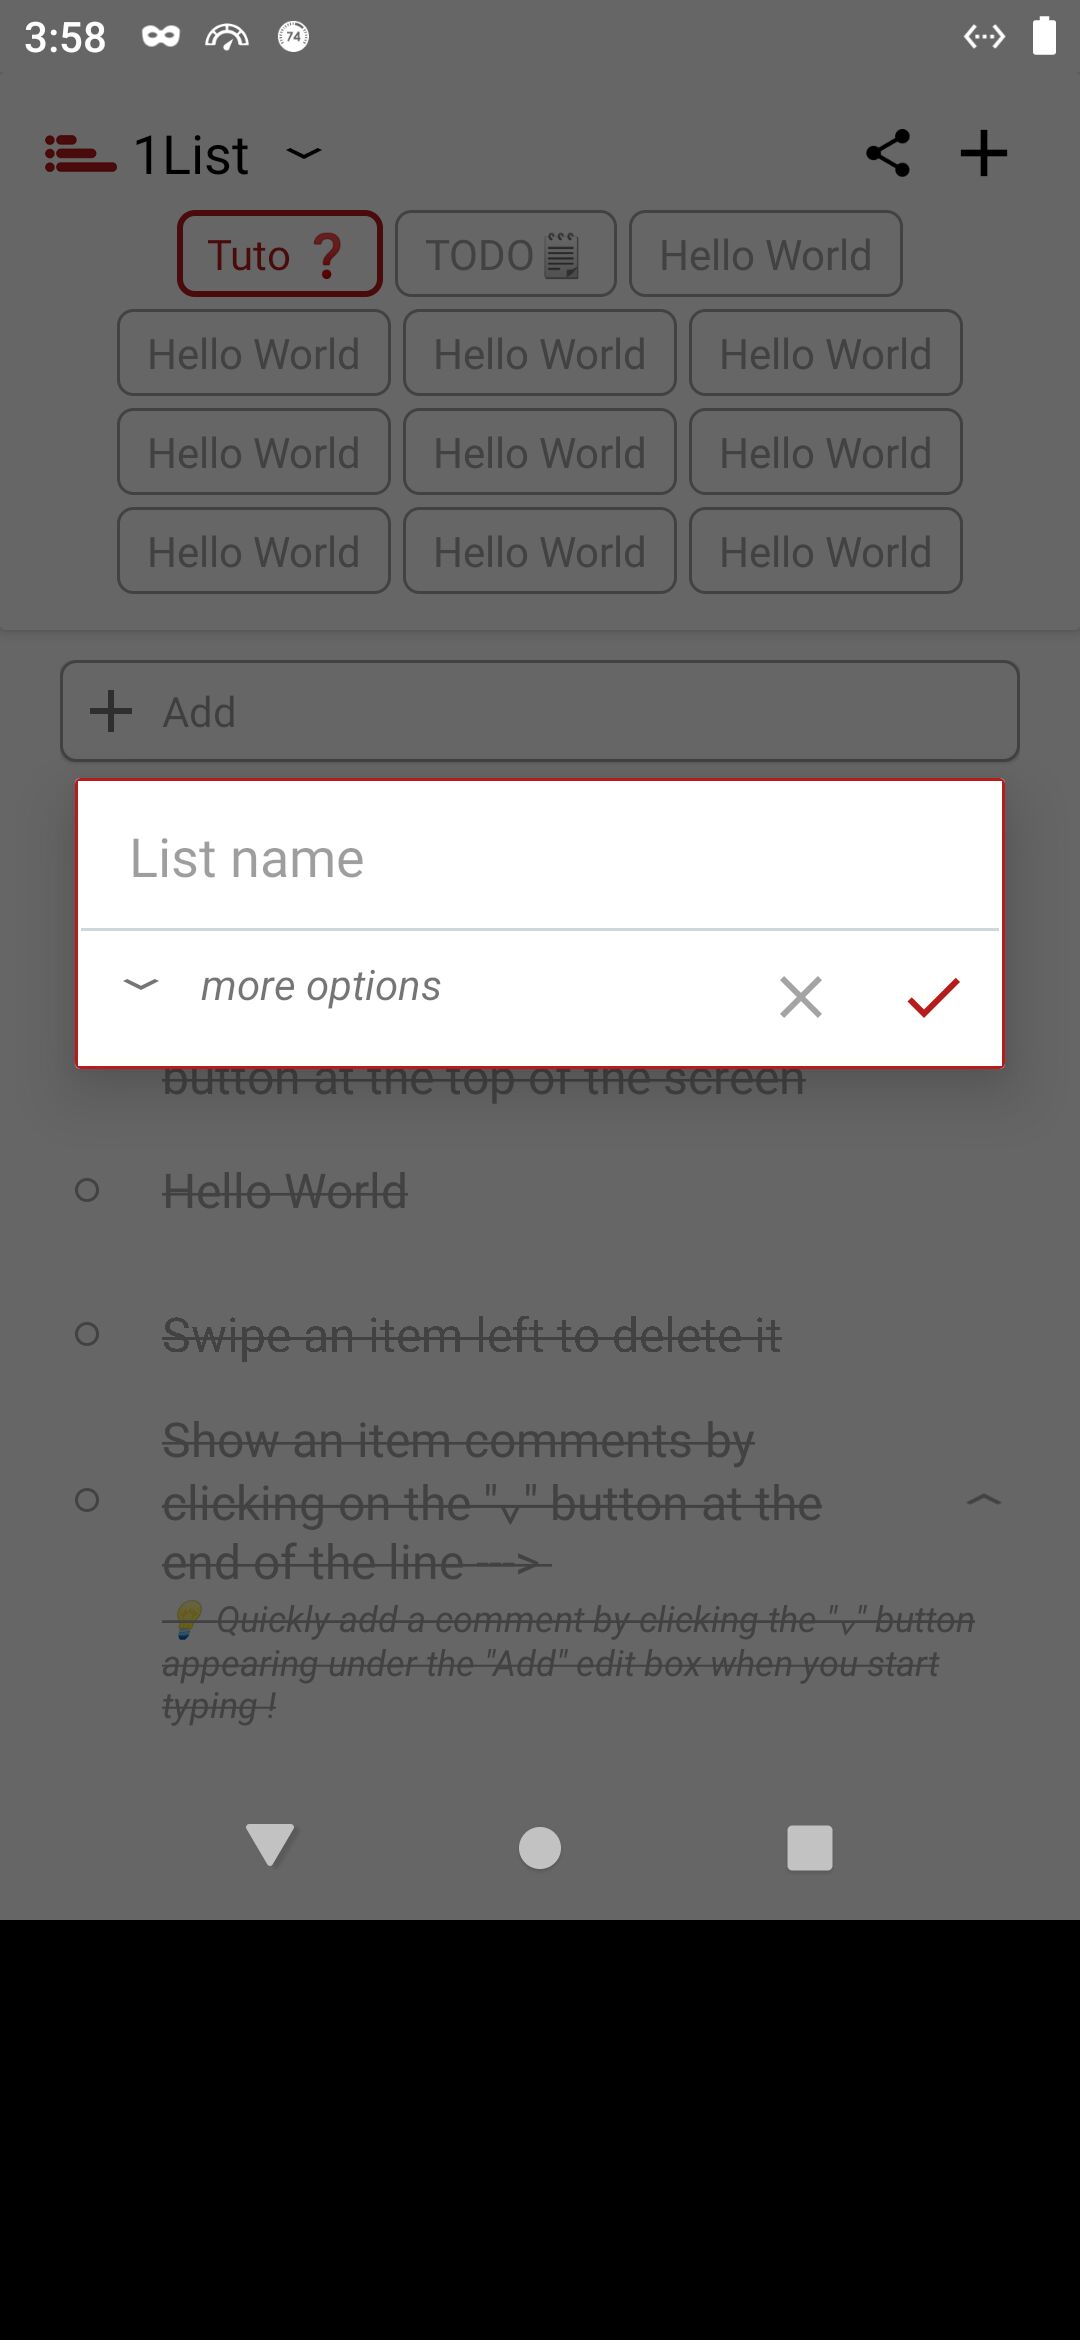 3:58
74
1List
Tuto ❓
TODO🗒
Hello World
Hello World
Hello World
Hello World
Hello World
Hello World
Hello World
Hello World
Hello World
Hello World
Add
List name
more options
button at the top of the screen
Hello World
Swipe an item left to delete it
Show an item comments by
clicking on the "﹀" button at the
end of the line --->
💡 Quickly add a comment by clicking the "﹀" button
appearing under the "Add" edit box when you start
typing !